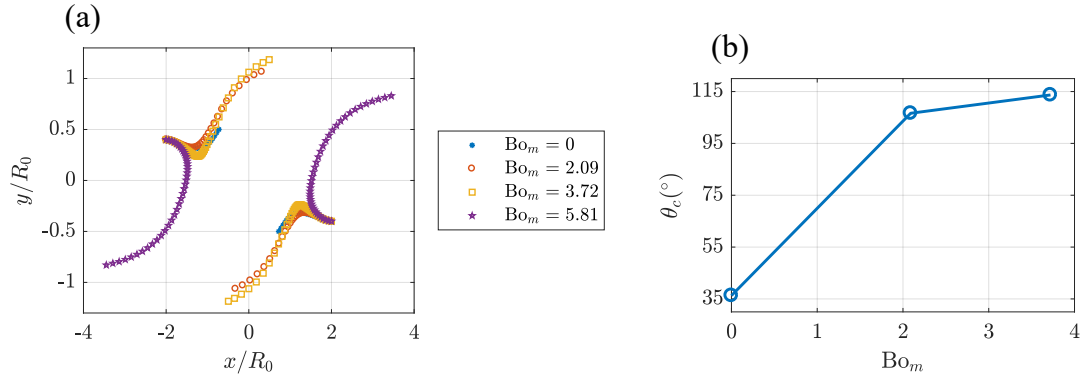 (a)
1
0.5
0
-0.5
-1
y/R₀
-4
-2
0
2
4
x/R₀
Boₘ = 0
Boₘ = 2.09
Boₘ = 3.72
Boₘ = 5.81
(b)
115
95
75
55
35
θ_c(°)
0
1
2
3
4
Boₘ